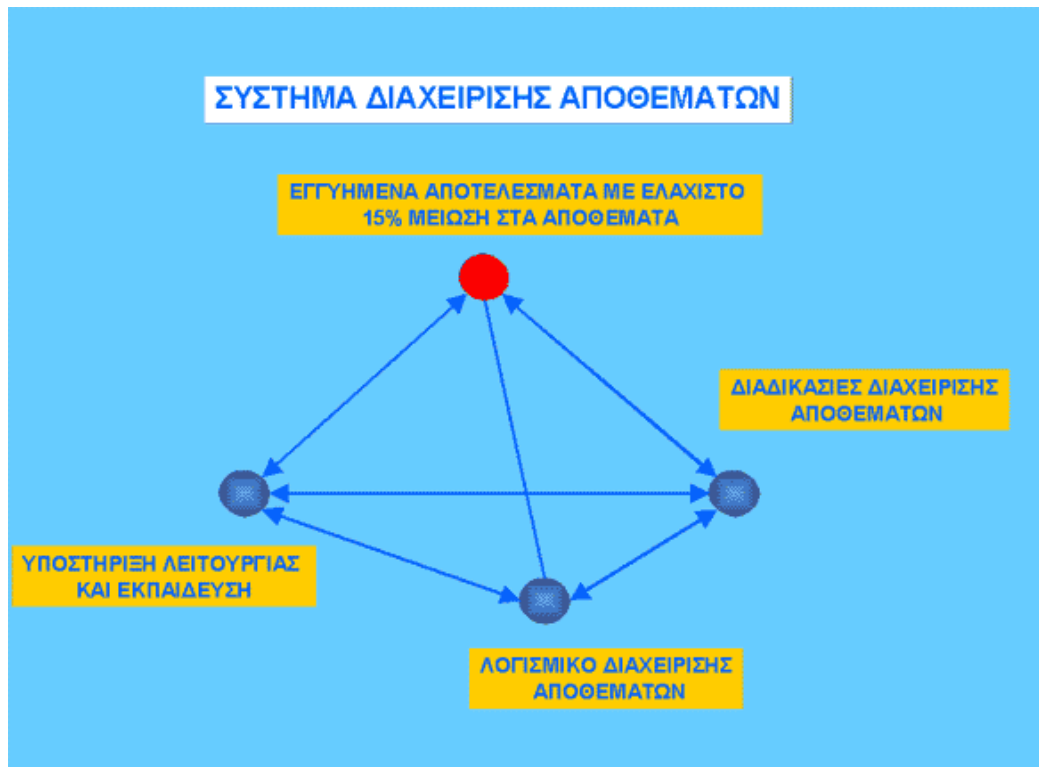 ΣΥΣΤΗΜΑ ΔΙΑΧΕΙΡΙΣΗΣ ΑΠΟΘΕΜΑΤΩΝ
ΕΓΓΥΗΜΕΝΑ ΑΠΟΤΕΛΕΣΜΑΤΑ ΜΕ ΕΛΑΧΙΣΤΟ
15% ΜΕΙΩΣΗ ΣΤΑ ΑΠΟΘΕΜΑΤΑ
ΔΙΑΔΙΚΑΣΙΕΣ ΔΙΑΧΕΙΡΙΣΗΣ
ΑΠΟΘΕΜΑΤΩΝ
ΥΠΟΣΤΗΡΙΞΗ ΛΕΙΤΟΥΡΓΙΑΣ
ΚΑΙ ΕΚΠΑΙΔΕΥΣΗ
ΛΟΓΙΣΜΙΚΟ ΔΙΑΧΕΙΡΙΣΗΣ
ΑΠΟΘΕΜΑΤΩΝ